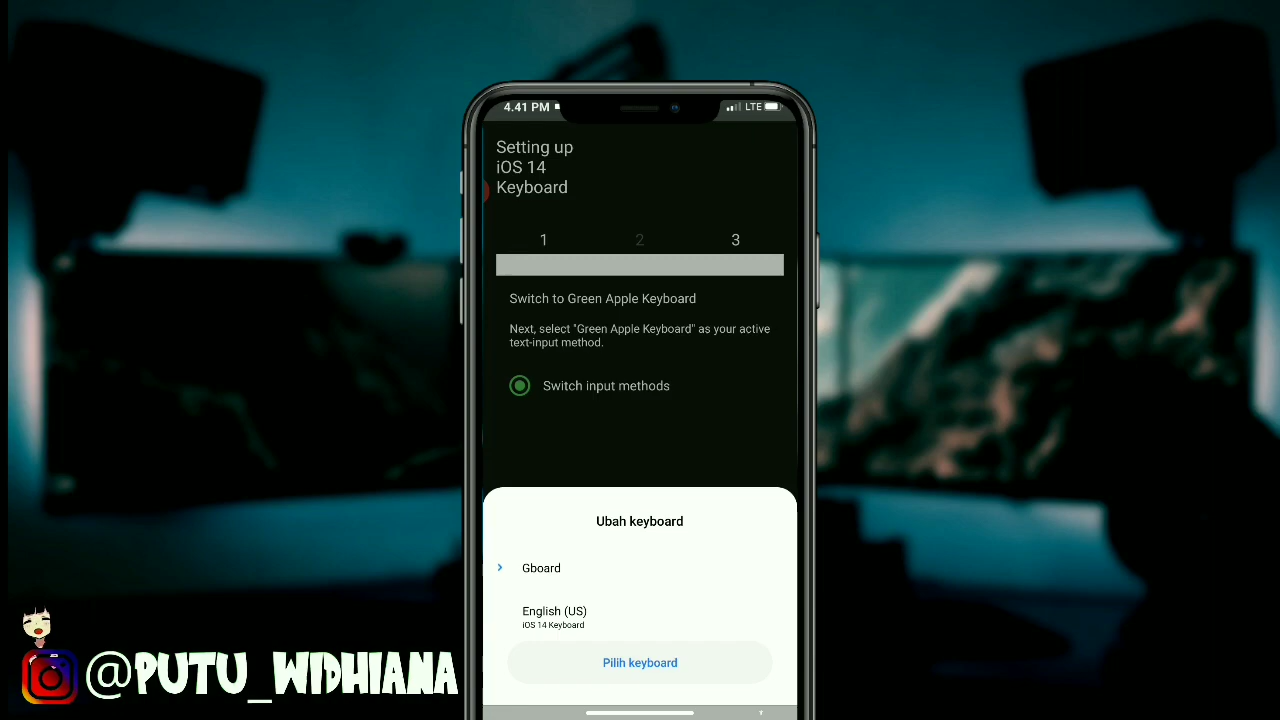 4.41 PM
LTE
Setting up
iOS 14
Keyboard
1 2 3
Switch to Green Apple Keyboard
Next, select "Green Apple Keyboard" as your active
text-input method.
Switch input methods
Ubah keyboard
Gboard
English (US)
iOS 14 Keyboard
Pilih keyboard
@PUTU_WIDHIANA